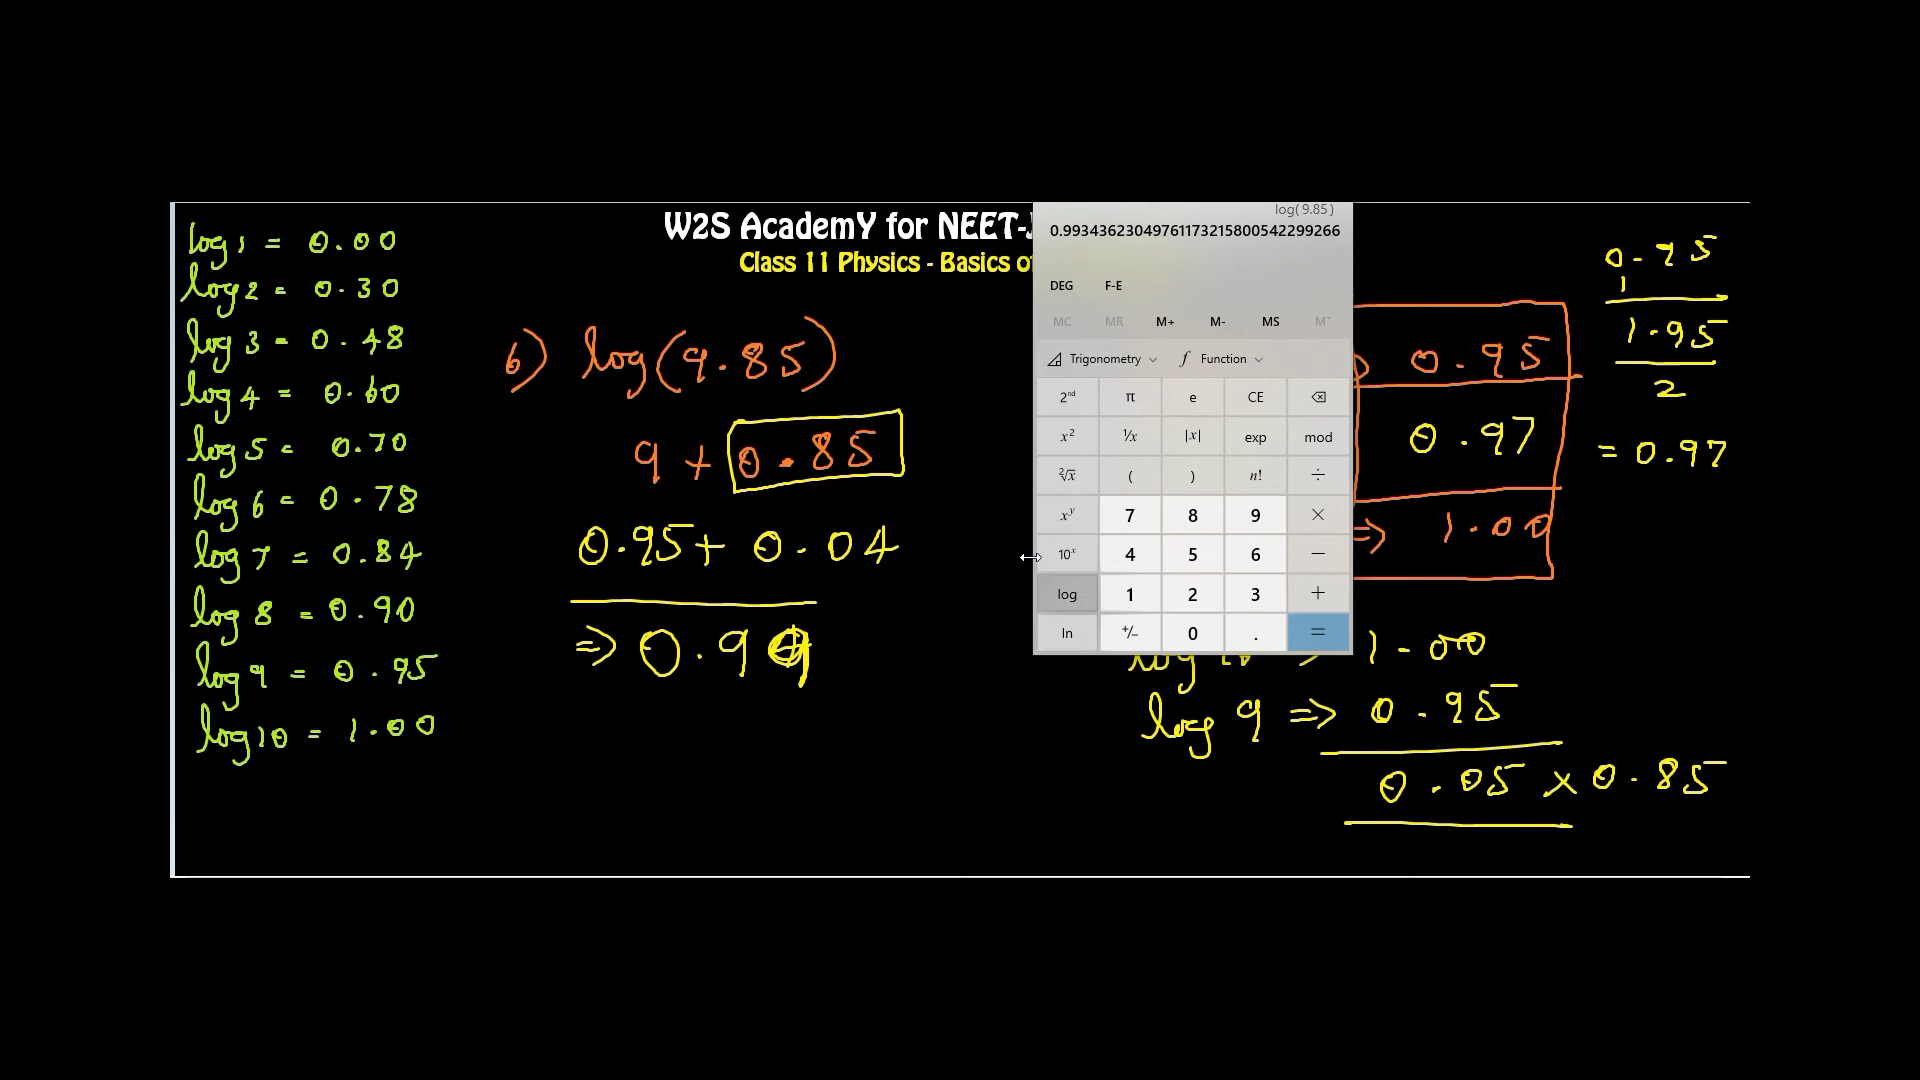 W2S AcademY for NEET-
Class 11 Physics - Basics o
log 1 = 0.00
log 2 = 0.30
log 3 = 0.48
log 4 = 0.60
log 5 = 0.70
log 6 = 0.78
log 7 = 0.84
log 8 = 0.90
log 9 = 0.95
log 10 = 1.00
6) log(9.85)
9 + 0.85
0.95 + 0.04
⇒ 0.99
log( 9.85 )
0.99343623049761173215800542299266
DEG F-E
MC MR M+ M- MS M˅
Trigonometry f Function
2nd π e CE
x² ¹/x |x| exp mod
²√x ( ) n! ÷
xʸ 7 8 9 ×
10ˣ 4 5 6 −
log 1 2 3 +
ln +/− 0 . =
⇒ 0.95
0.97
⇒ 1.00
0.95
1
1.95
2
= 0.97
log 10 ⇒ 1.00
log 9 ⇒ 0.95
0.05 × 0.85